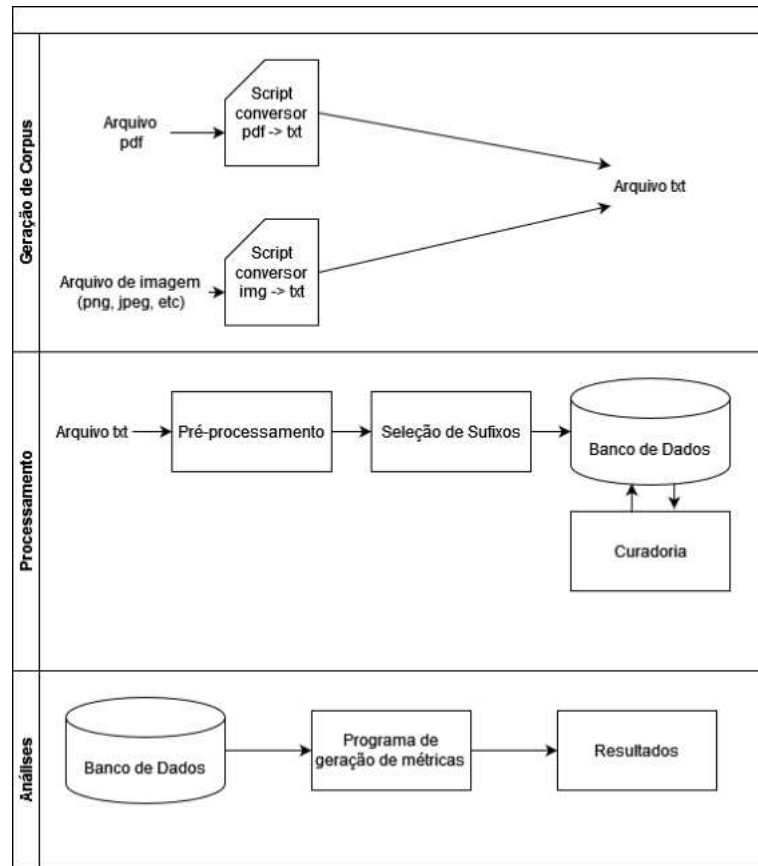 Geração de Corpus
Arquivo
pdf
Script
conversor
pdf -> txt
Arquivo txt
Arquivo de imagem
(png, jpeg, etc)
Script
conversor
img -> txt
Processamento
Arquivo txt
Pré-processamento
Seleção de Sufixos
Banco de Dados
Curadoria
Análises
Banco de Dados
Programa de
geração de métricas
Resultados